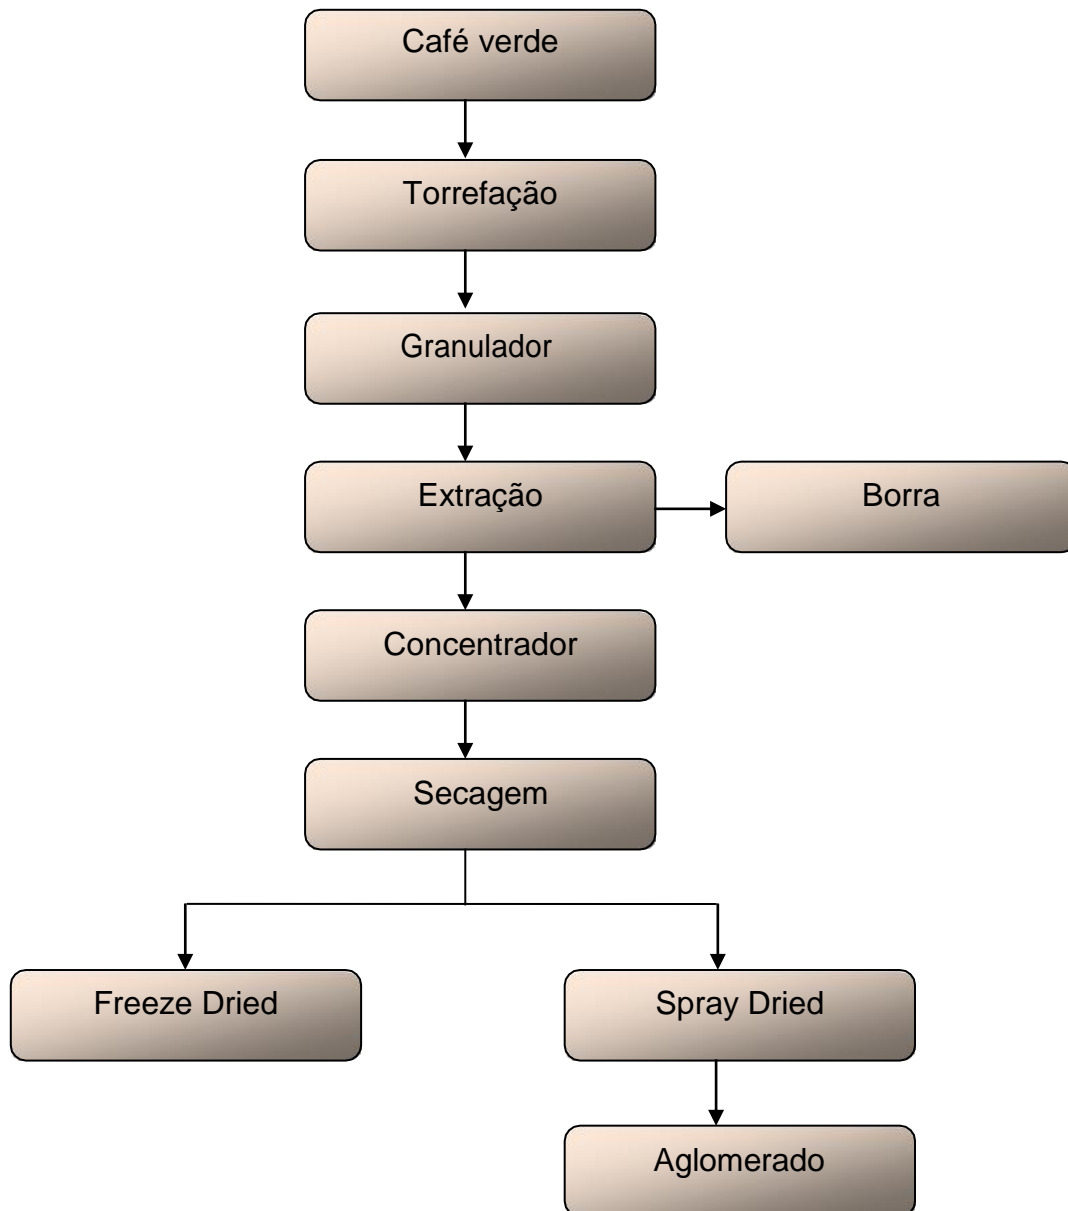 Café verde
Torrefação
Granulador
Extração
Borra
Concentrador
Secagem
Freeze Dried
Spray Dried
Aglomerado